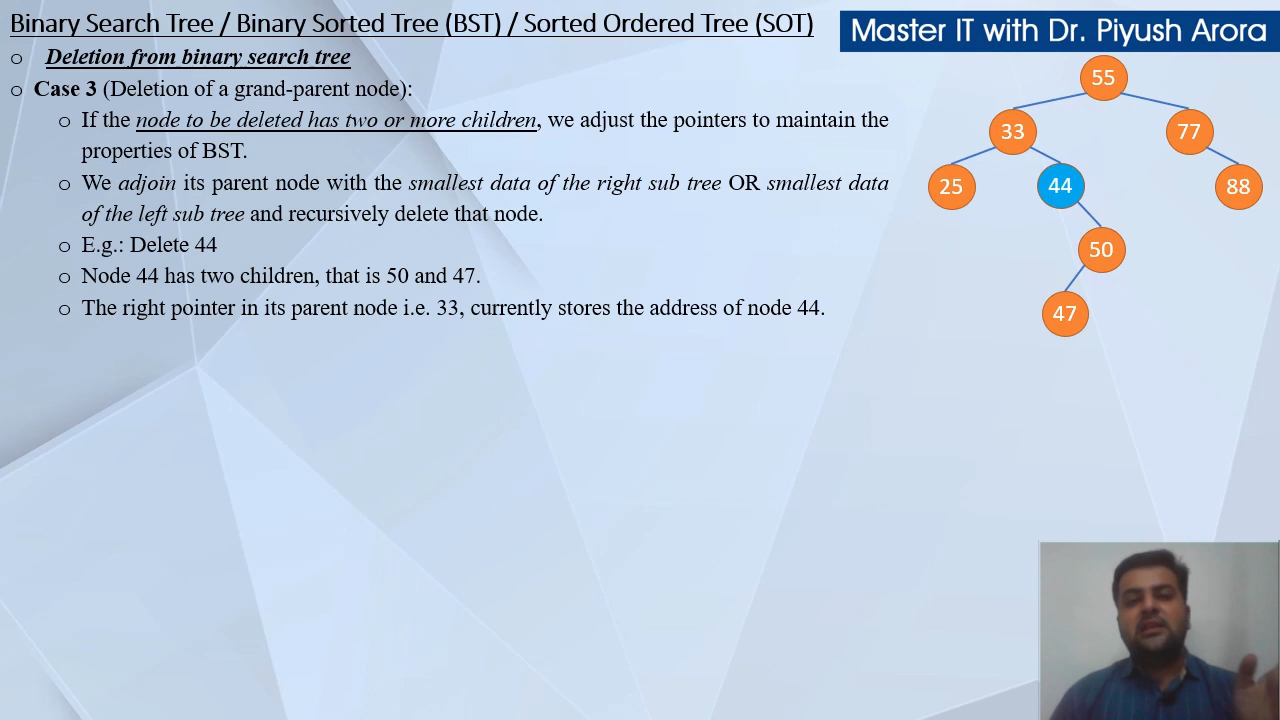 Binary Search Tree / Binary Sorted Tree (BST) / Sorted Ordered Tree (SOT)
Master IT with Dr. Piyush Arora
o Deletion from binary search tree
o Case 3 (Deletion of a grand-parent node):
o If the node to be deleted has two or more children, we adjust the pointers to maintain the
properties of BST.
o We adjoin its parent node with the smallest data of the right sub tree OR smallest data
of the left sub tree and recursively delete that node.
o E.g.: Delete 44
o Node 44 has two children, that is 50 and 47.
o The right pointer in its parent node i.e. 33, currently stores the address of node 44.
55
33 77
25 44 88
50
47